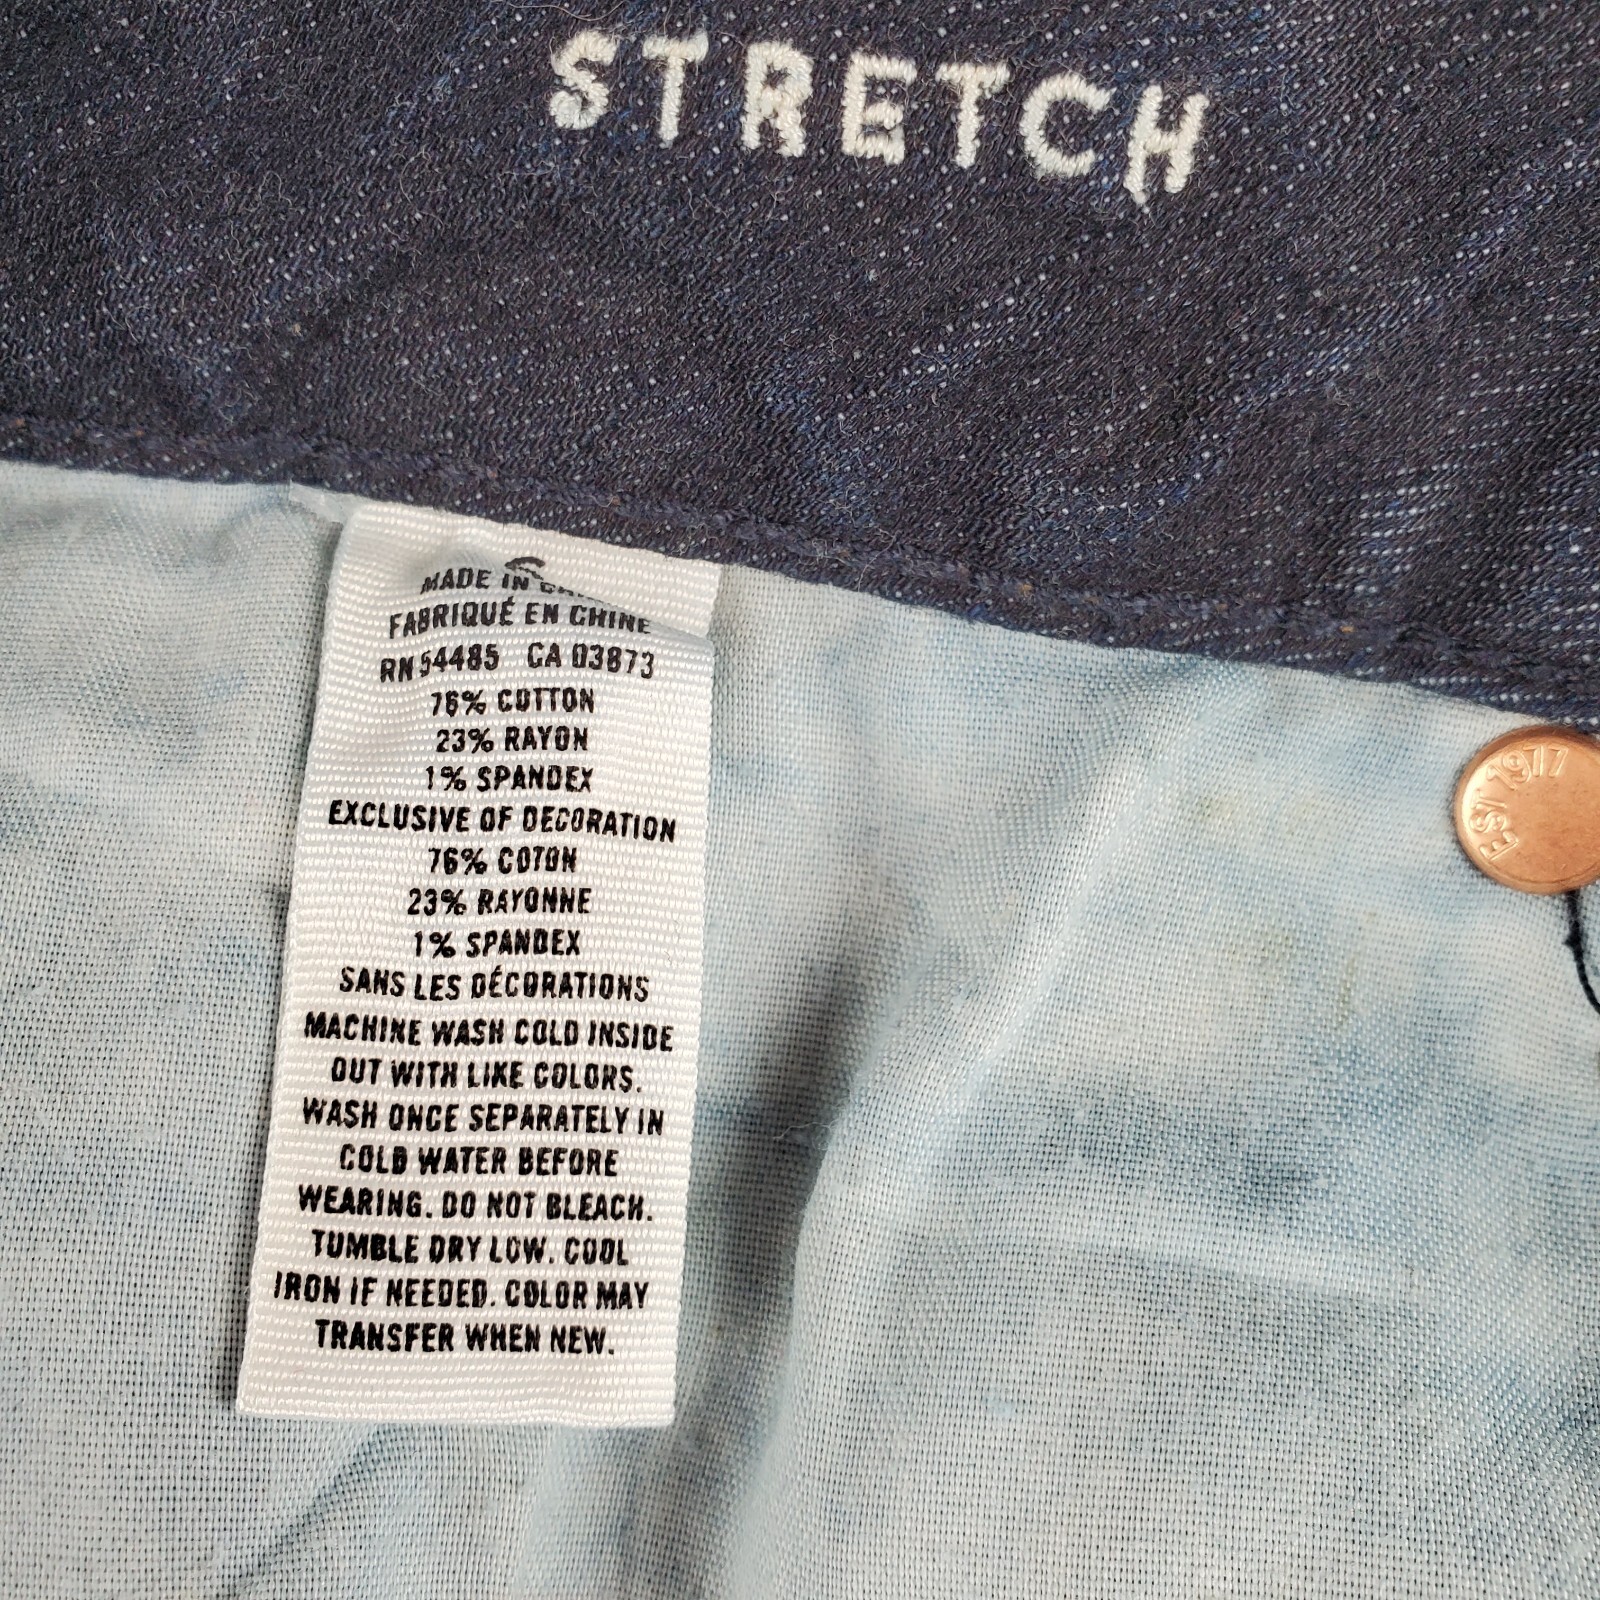 STRETCH
MADE IN
FABRIQUÉ EN CHINE
RN 54485 CA 03873
76% COTTON
23% RAYON
1% SPANDEX
EXCLUSIVE OF DECORATION
76% COTON
23% RAYONNE
1% SPANDEX
SANS LES DÉCORATIONS
MACHINE WASH COLD INSIDE
OUT WITH LIKE COLORS.
WASH ONCE SEPARATELY IN
COLD WATER BEFORE
WEARING. DO NOT BLEACH.
TUMBLE DRY LOW. COOL
IRON IF NEEDED. COLOR MAY
TRANSFER WHEN NEW.
EST 1977